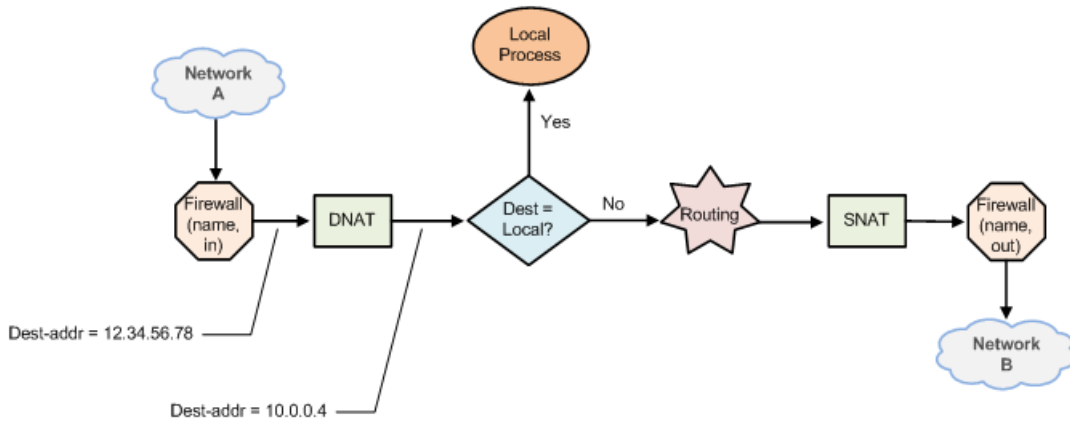 Local
Process
Network
A
Yes
Firewall
(name,
in)
DNAT
Dest =
Local?
No
Routing
SNAT
Firewall
(name,
out)
Dest-addr = 12.34.56.78
Network
B
Dest-addr = 10.0.0.4